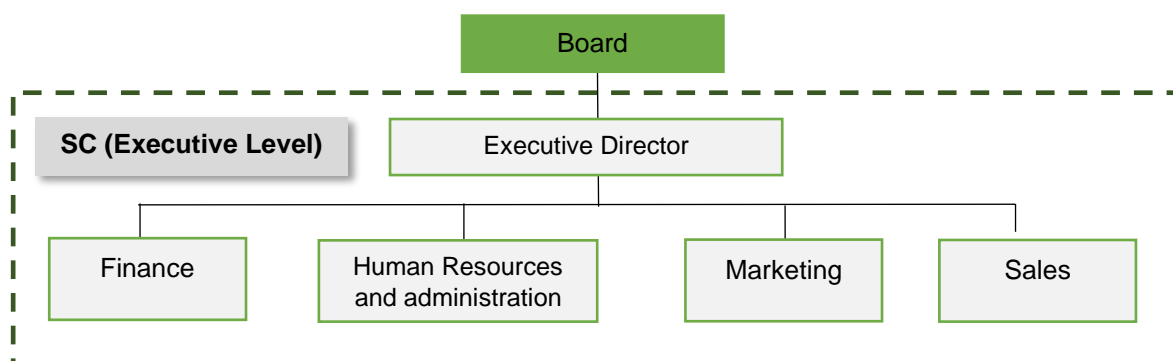 Board
SC (Executive Level)
Executive Director
Finance
Human Resources
and administration
Marketing
Sales